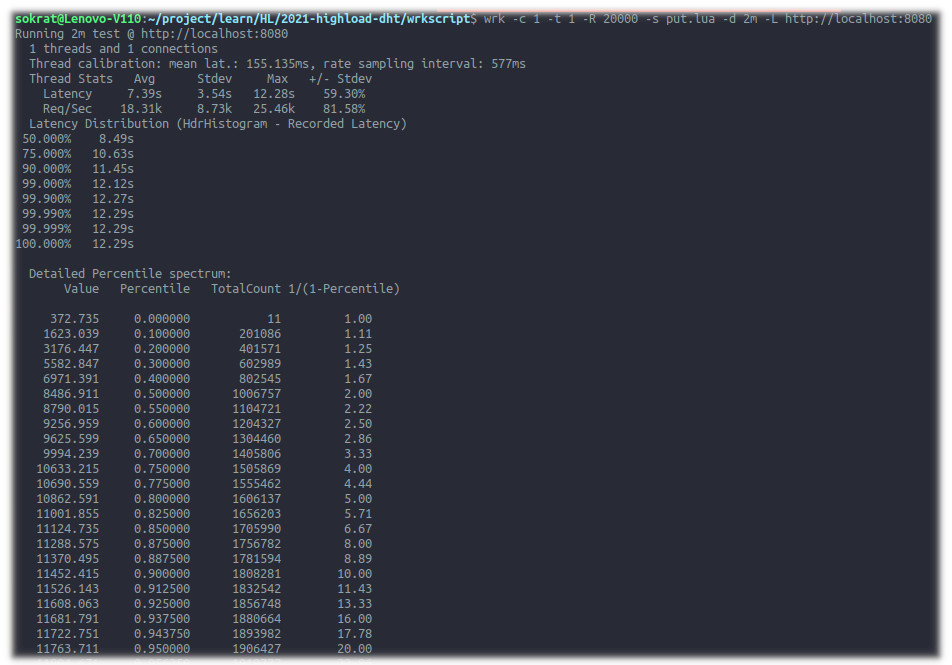 sokrat@Lenovo-V110:~/project/learn/HL/2021-highload-dht/wrkscript$ wrk -c 1 -t 1 -R 20000 -s put.lua -d 2m -L http://localhost:8080
Running 2m test @ http://localhost:8080
  1 threads and 1 connections
  Thread calibration: mean lat.: 155.135ms, rate sampling interval: 577ms
  Thread Stats   Avg      Stdev     Max   +/- Stdev
    Latency     7.39s     3.54s   12.28s    59.30%
    Req/Sec    18.31k     8.73k   25.46k    81.58%
  Latency Distribution (HdrHistogram - Recorded Latency)
 50.000%    8.49s
 75.000%   10.63s
 90.000%   11.45s
 99.000%   12.12s
 99.900%   12.27s
 99.990%   12.29s
 99.999%   12.29s
100.000%   12.29s
  Detailed Percentile spectrum:
       Value   Percentile   TotalCount 1/(1-Percentile)
     372.735     0.000000           11         1.00
    1623.039     0.100000       201086         1.11
    3176.447     0.200000       401571         1.25
    5582.847     0.300000       602989         1.43
    6971.391     0.400000       802545         1.67
    8486.911     0.500000      1006757         2.00
    8790.015     0.550000      1104721         2.22
    9256.959     0.600000      1204327         2.50
    9625.599     0.650000      1304460         2.86
    9994.239     0.700000      1405806         3.33
   10633.215     0.750000      1505869         4.00
   10690.559     0.775000      1555462         4.44
   10862.591     0.800000      1606137         5.00
   11001.855     0.825000      1656203         5.71
   11124.735     0.850000      1705990         6.67
   11288.575     0.875000      1756782         8.00
   11370.495     0.887500      1781594         8.89
   11452.415     0.900000      1808281        10.00
   11526.143     0.912500      1832542        11.43
   11608.063     0.925000      1856748        13.33
   11681.791     0.937500      1880664        16.00
   11722.751     0.943750      1893982        17.78
   11763.711     0.950000      1906427        20.00